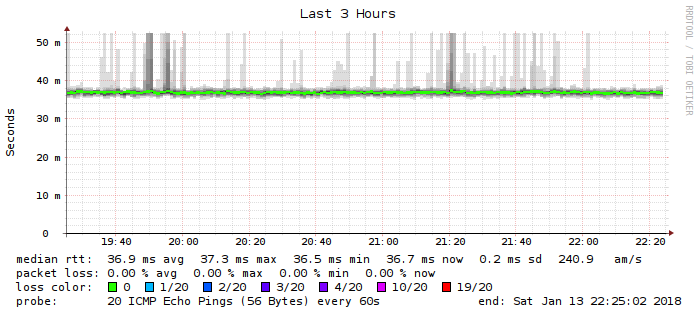 Last 3 Hours
RRDTOOL / TOBI OETIKER
Seconds
50 m
40 m
30 m
20 m
10 m
0
19:40 20:00 20:20 20:40 21:00 21:20 21:40 22:00 22:20
median rtt: 36.9 ms avg 37.3 ms max 36.5 ms min 36.7 ms now 0.2 ms sd 240.9 am/s
packet loss: 0.00 % avg 0.00 % max 0.00 % min 0.00 % now
loss color: 0 1/20 2/20 3/20 4/20 10/20 19/20
probe: 20 ICMP Echo Pings (56 Bytes) every 60s end: Sat Jan 13 22:25:02 2018